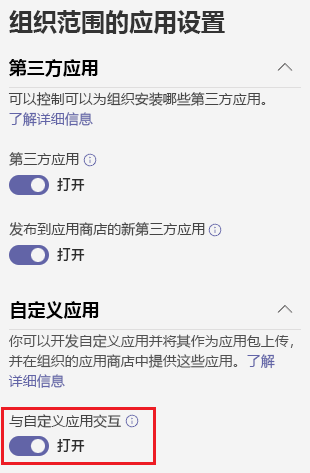 组织范围的应用设置
第三方应用
可以控制可以为组织安装哪些第三方应用。
了解详细信息
第三方应用
打开
发布到应用商店的新第三方应用
打开
自定义应用
你可以开发自定义应用并将其作为应用包上传，
并在组织的应用商店中提供这些应用。了解
详细信息
与自定义应用交互
打开